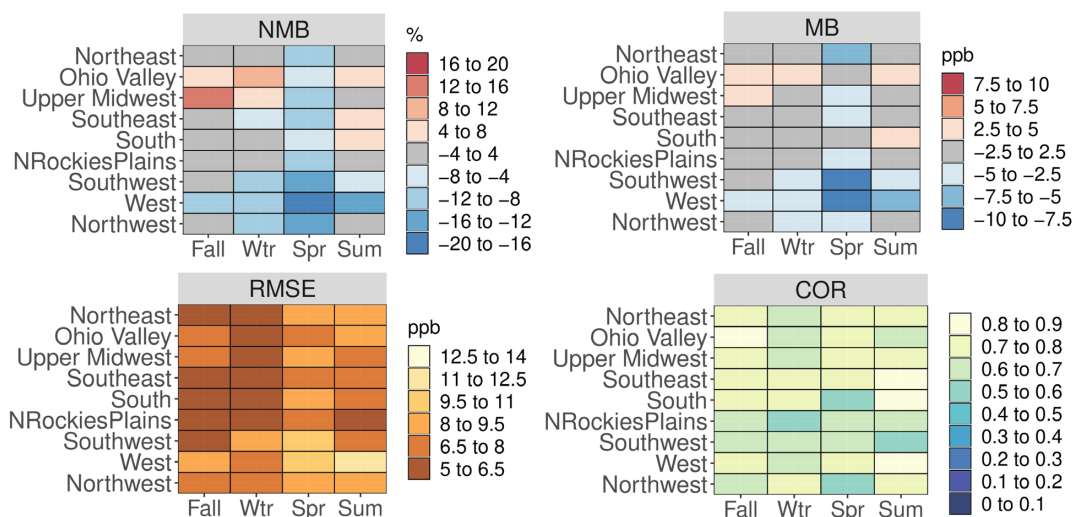 NMB
Northeast
Ohio Valley
Upper Midwest
Southeast
South
NRockiesPlains
Southwest
West
Northwest
Fall Wtr Spr Sum
%
16 to 20
12 to 16
8 to 12
4 to 8
−4 to 4
−8 to −4
−12 to −8
−16 to −12
−20 to −16
MB
Northeast
Ohio Valley
Upper Midwest
Southeast
South
NRockiesPlains
Southwest
West
Northwest
Fall Wtr Spr Sum
ppb
7.5 to 10
5 to 7.5
2.5 to 5
−2.5 to 2.5
−5 to −2.5
−7.5 to −5
−10 to −7.5
RMSE
Northeast
Ohio Valley
Upper Midwest
Southeast
South
NRockiesPlains
Southwest
West
Northwest
Fall Wtr Spr Sum
ppb
12.5 to 14
11 to 12.5
9.5 to 11
8 to 9.5
6.5 to 8
5 to 6.5
COR
Northeast
Ohio Valley
Upper Midwest
Southeast
South
NRockiesPlains
Southwest
West
Northwest
Fall Wtr Spr Sum
0.8 to 0.9
0.7 to 0.8
0.6 to 0.7
0.5 to 0.6
0.4 to 0.5
0.3 to 0.4
0.2 to 0.3
0.1 to 0.2
0 to 0.1